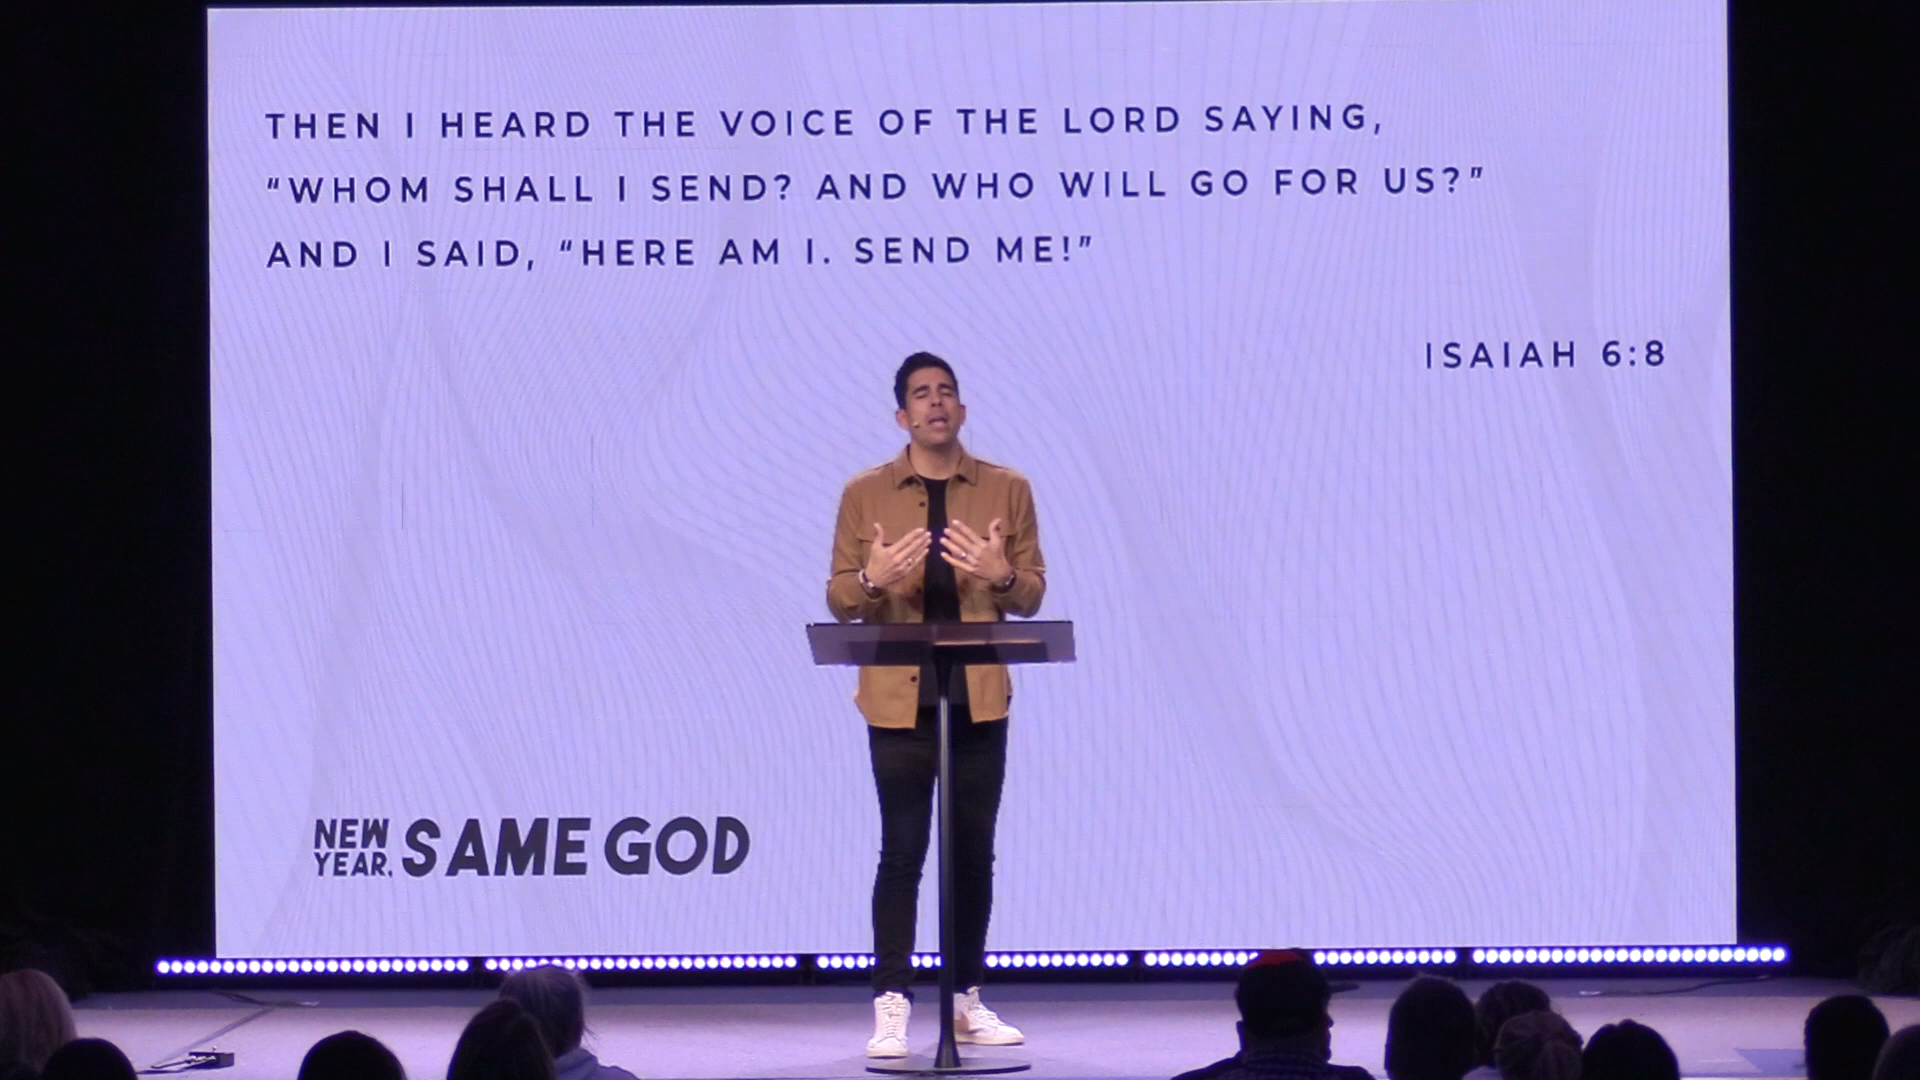 THEN I HEARD THE VOICE OF THE LORD SAYING,
“WHOM SHALL I SEND? AND WHO WILL GO FOR US?”
AND I SAID, “HERE AM I. SEND ME!”
ISAIAH 6:8
NEW
YEAR, SAME GOD